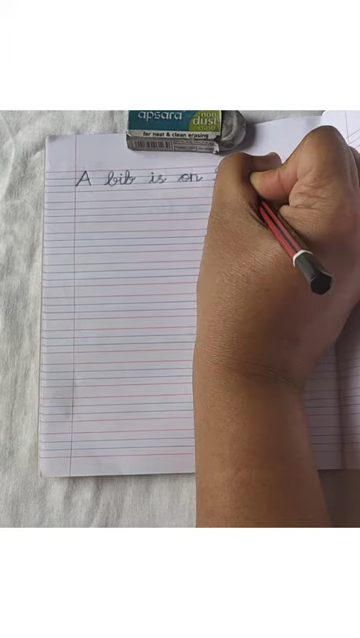 apsara
non
dust
for neat & clean erasing
A bib is on